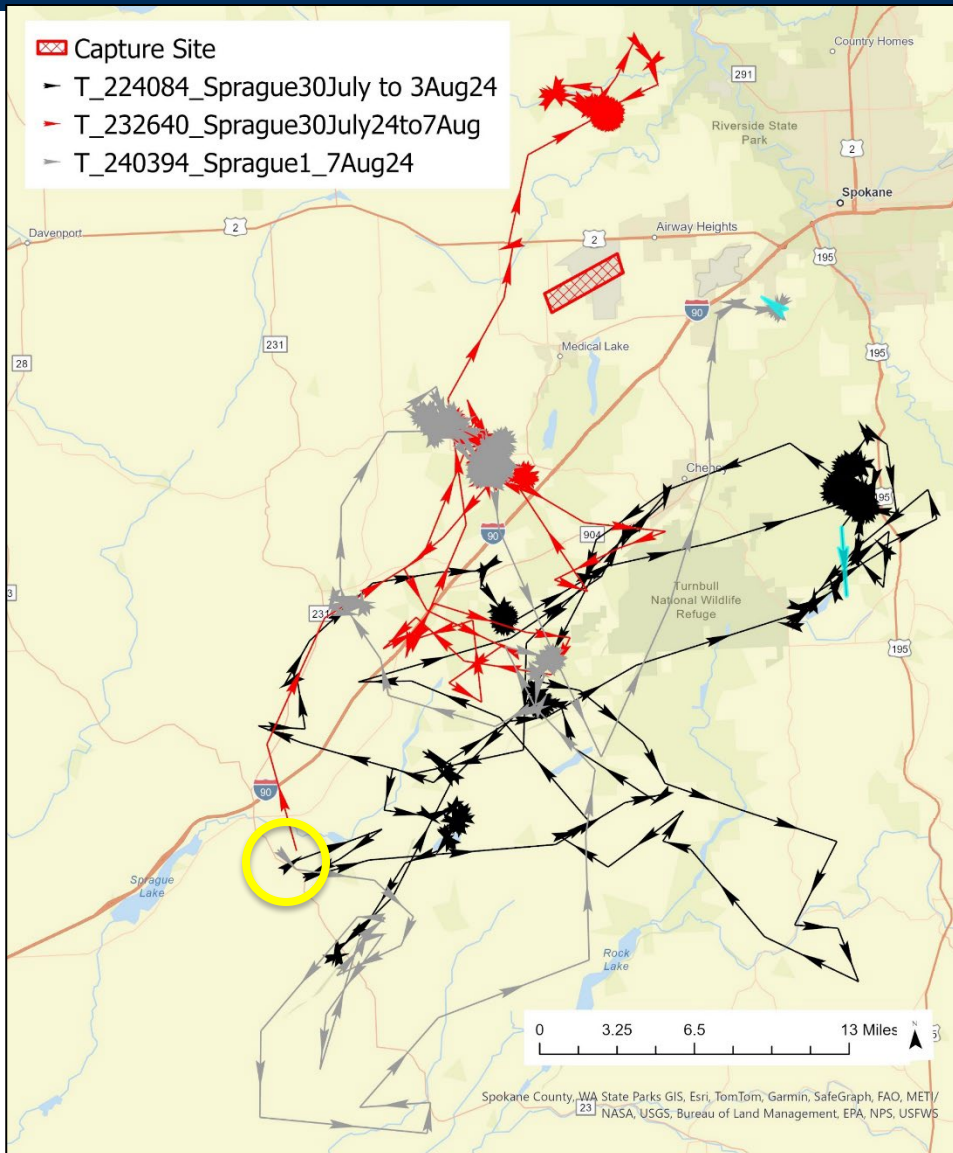 Capture Site
T_224084_Sprague30July to 3Aug24
T_232640_Sprague30July24to7Aug
T_240394_Sprague1_7Aug24
Country Homes
291
Riverside State
Park
2
Spokane
Davenport
2
2
Airway Heights
195
90
231
28
Medical Lake
195
Cheney
195
90
904
3
231
Turnbull
National Wildlife
Refuge
195
90
Sprague
Lake
Rock
Lake
0 3.25 6.5 13 Miles
N
Spokane County, WA State Parks GIS, Esri, TomTom, Garmin, SafeGraph, FAO, METI/
NASA, USGS, Bureau of Land Management, EPA, NPS, USFWS
23